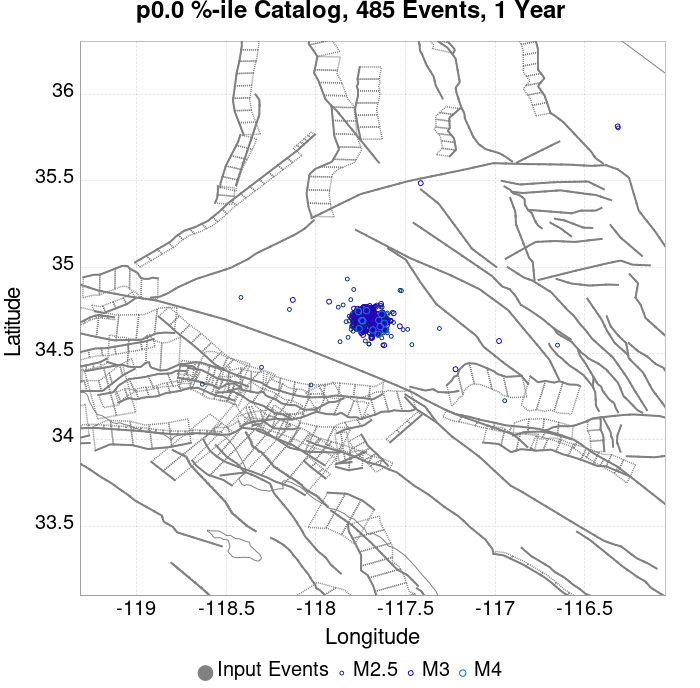 p0.0 %-ile Catalog, 485 Events, 1 Year
36
35.5
35
34.5
34
33.5
Latitude
-119 -118.5 -118 -117.5 -117 -116.5
Longitude
Input Events M2.5 M3 M4